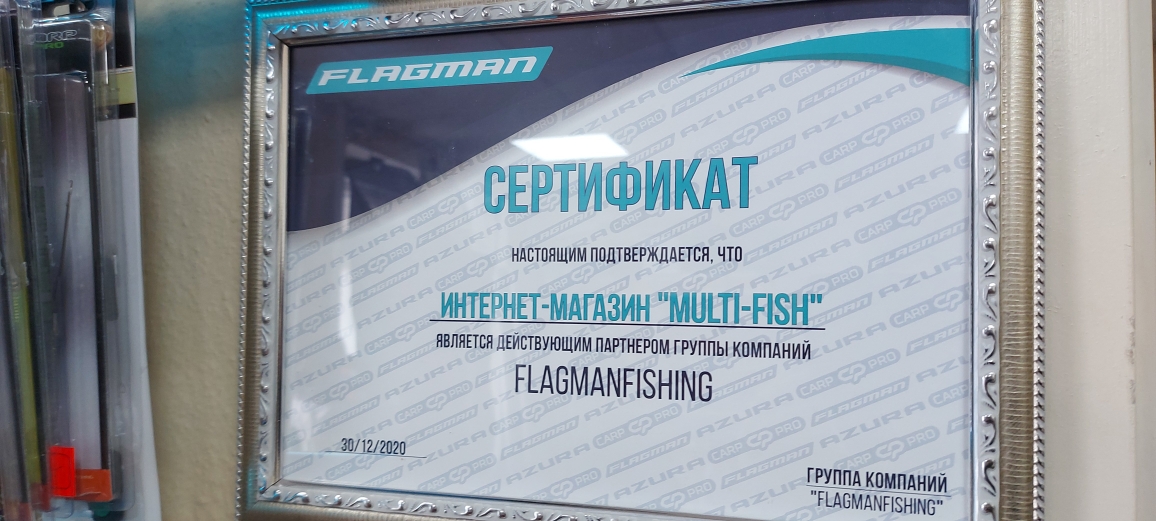 FLAGMAN
СЕРТИФИКАТ
НАСТОЯЩИМ ПОДТВЕРЖДАЕТСЯ, ЧТО
ИНТЕРНЕТ-МАГАЗИН "MULTI-FISH"
ЯВЛЯЕТСЯ ДЕЙСТВУЮЩИМ ПАРТНЕРОМ ГРУППЫ КОМПАНИЙ
FLAGMANFISHING
30/12/2020
ГРУППА КОМПАНИЙ
"FLAGMANFISHING"